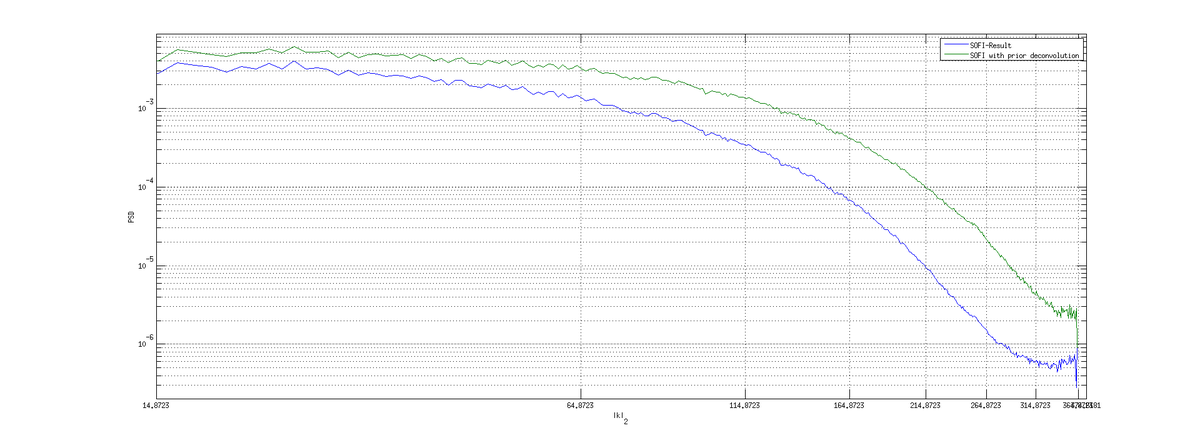 SOFI-Result
SOFI with prior deconvolution
10-3
10-4
10-5
10-6
PSD
14,8723 64,8723 114,8723 164,8723 214,8723 264,8723 314,8723
|k|2